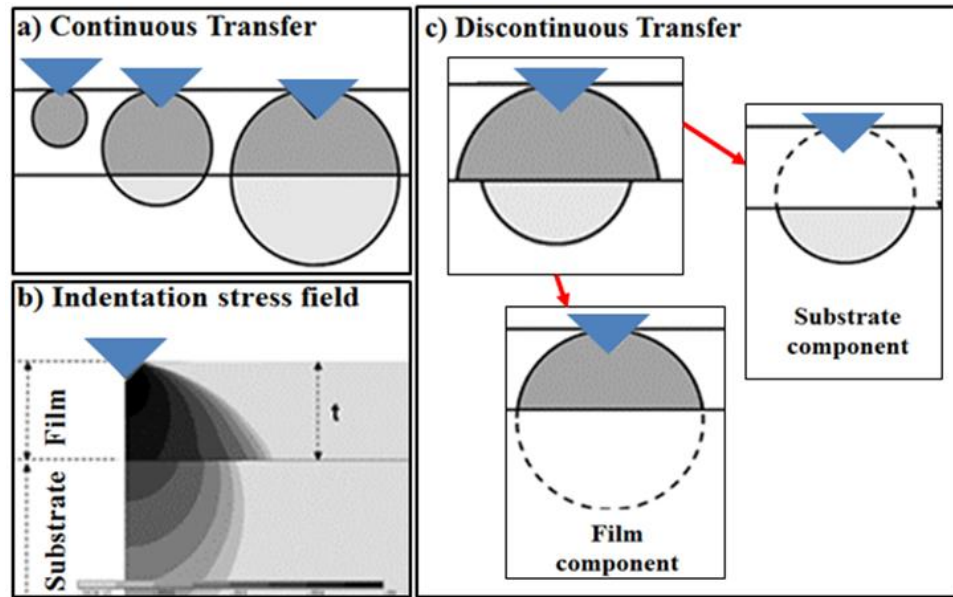 a) Continuous Transfer
b) Indentation stress field
Film
t
Substrate
c) Discontinuous Transfer
Substrate
component
Film
component